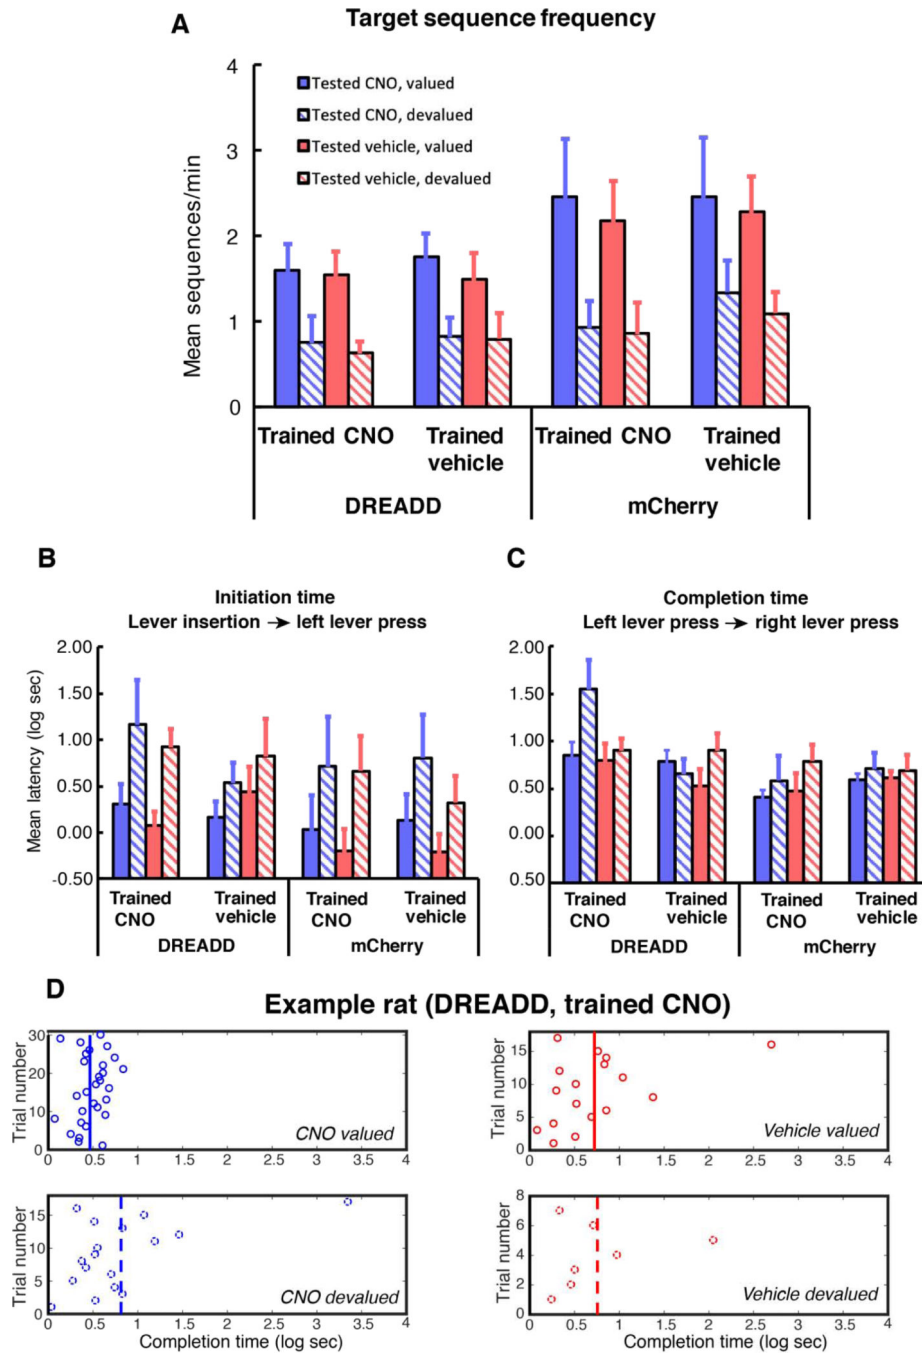 A
Target sequence frequency
Mean sequences/min
4
3
2
1
0
Tested CNO, valued
Tested CNO, devalued
Tested vehicle, valued
Tested vehicle, devalued
Trained CNO
Trained
vehicle
Trained CNO
Trained
vehicle
DREADD
mCherry
B
Initiation time
Lever insertion → left lever press
Mean latency (log sec)
2.00
1.50
1.00
0.50
0.00
-0.50
Trained
CNO
Trained
vehicle
Trained
CNO
Trained
vehicle
DREADD
mCherry
C
Completion time
Left lever press → right lever press
2.00
1.50
1.00
0.50
0.00
0.50
Trained
CNO
Trained
vehicle
Trained
CNO
Trained
vehicle
DREADD
mCherry
D
Example rat (DREADD, trained CNO)
Trial number
30
20
10
0
CNO valued
0 0.5 1 1.5 2 2.5 3 3.5 4
Trial number
15
10
5
0
Vehicle valued
0 0.5 1 1.5 2 2.5 3 3.5 4
Trial number
15
10
5
0
CNO devalued
0 0.5 1 1.5 2 2.5 3 3.5 4
Completion time (log sec)
Trial number
8
6
4
2
0
Vehicle devalued
0 0.5 1 1.5 2 2.5 3 3.5 4
Completion time (log sec)